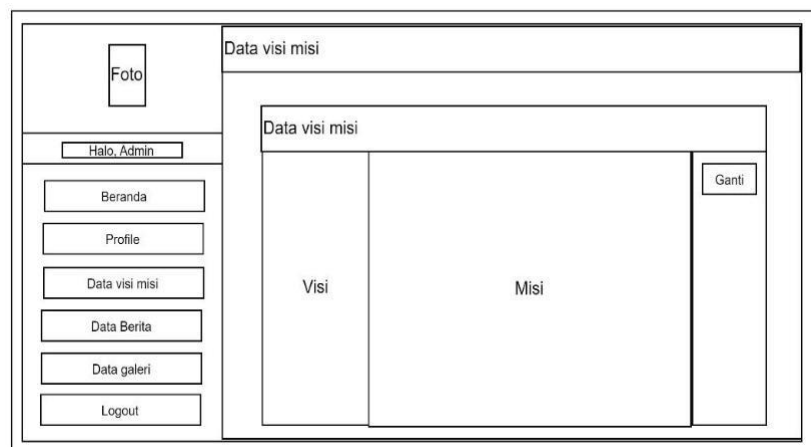 Foto
Halo, Admin
Beranda
Profile
Data visi misi
Data Berita
Data galeri
Logout
Data visi misi
Data visi misi
Visi
Misi
Ganti